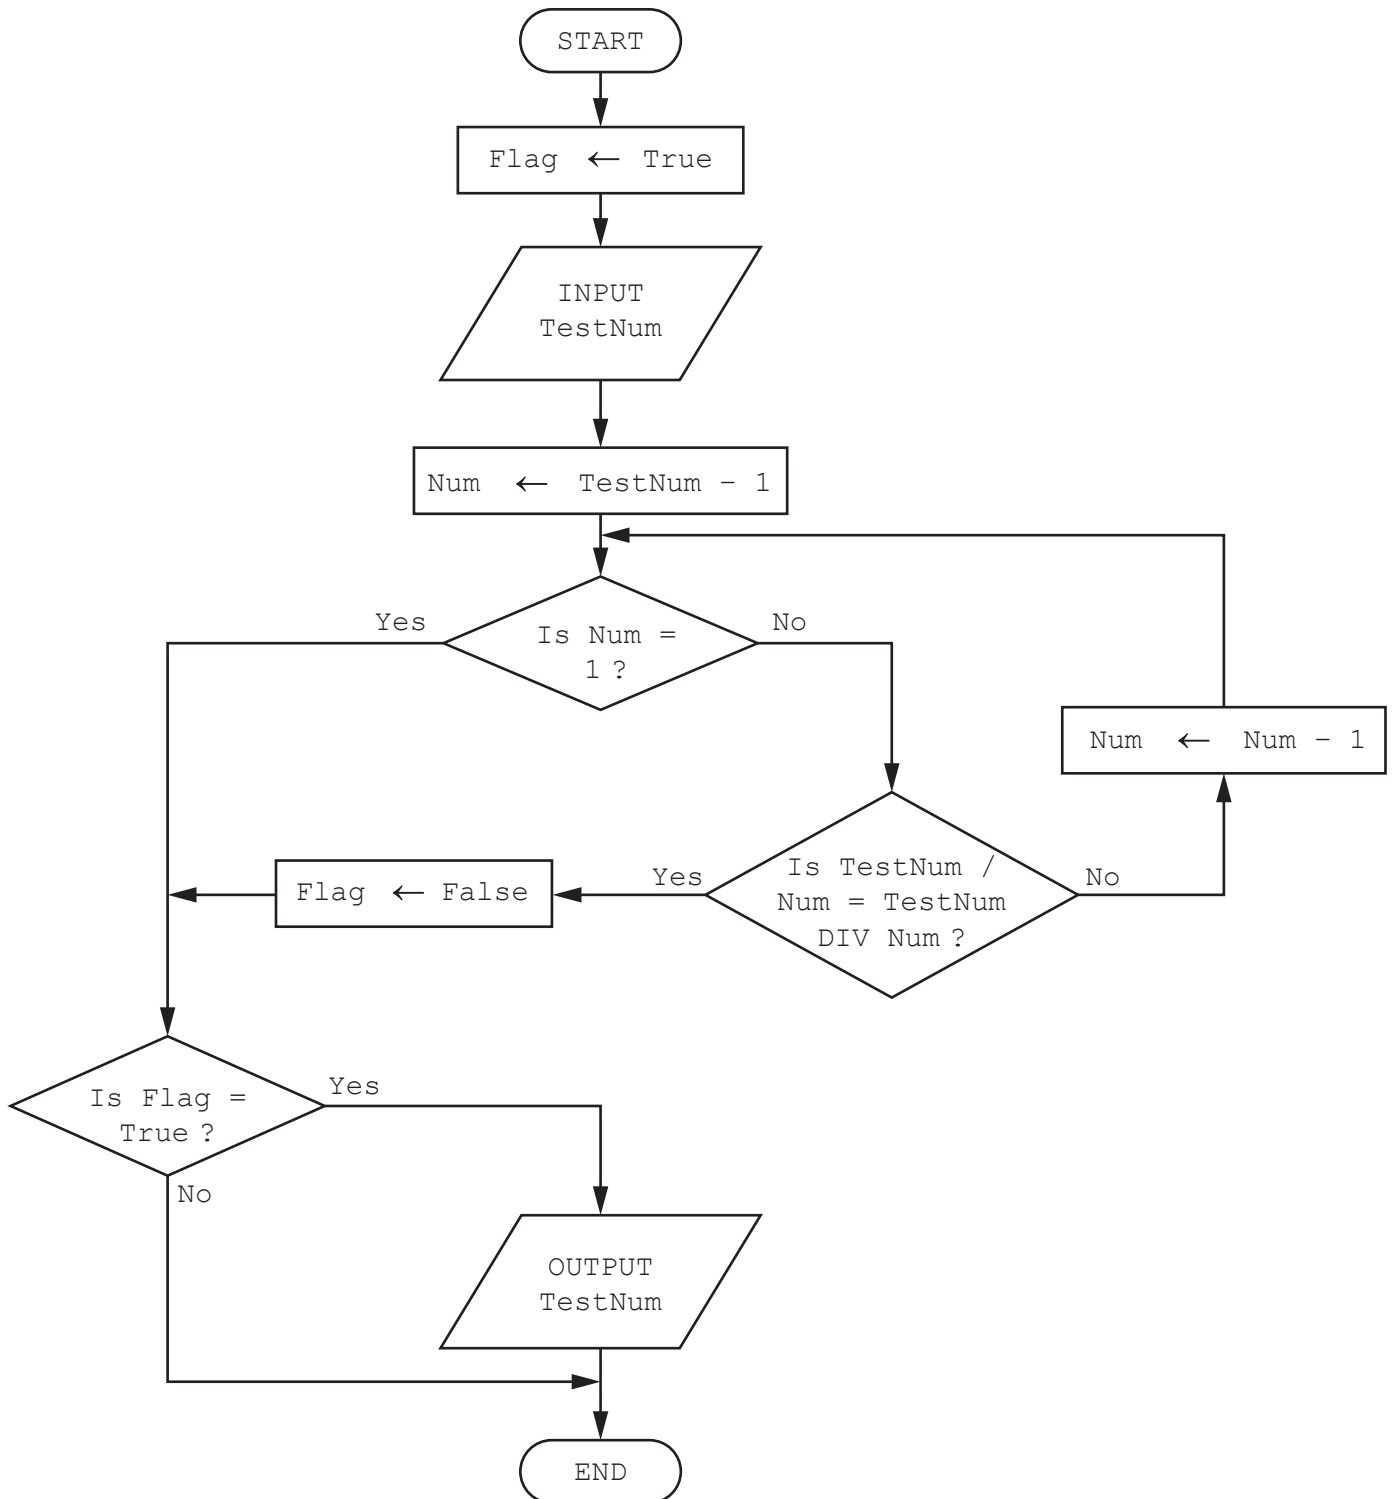 START
Flag ← True
INPUT
TestNum
Num ← TestNum – 1
Yes
No
Is Num =
1 ?
Num ← Num – 1
Is TestNum /
Num = TestNum
DIV Num ?
Yes
No
Flag ← False
Is Flag =
True ?
Yes
No
OUTPUT
TestNum
END